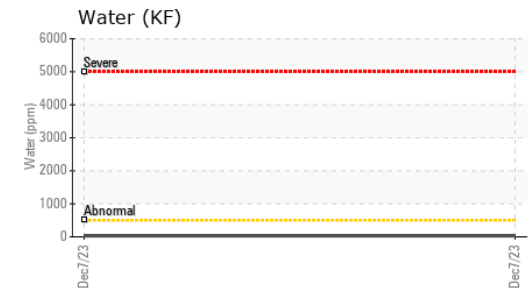 Water (KF)
6000
Severe
5000
4000
Water (ppm)
3000
2000
1000
Abnormal
0
Dec7/23
Dec7/23